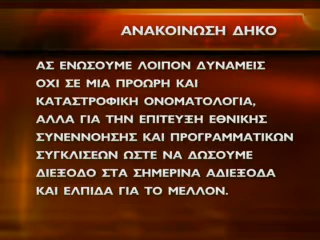 ΑΝΑΚΟΙΝΩΣΗ ΔΗΚΟ
ΑΣ ΕΝΩΣΟΥΜΕ ΛΟΙΠΟΝ ΔΥΝΑΜΕΙΣ
ΟΧΙ ΣΕ ΜΙΑ ΠΡΟΩΡΗ ΚΑΙ
ΚΑΤΑΣΤΡΟΦΙΚΗ ΟΝΟΜΑΤΟΛΟΓΙΑ,
ΑΛΛΑ ΓΙΑ ΤΗΝ ΕΠΙΤΕΥΞΗ ΕΘΝΙΚΗΣ
ΣΥΝΕΝΝΟΗΣΗΣ ΚΑΙ ΠΡΟΓΡΑΜΜΑΤΙΚΩΝ
ΣΥΓΚΛΙΣΕΩΝ ΩΣΤΕ ΝΑ ΔΩΣΟΥΜΕ
ΔΙΕΞΟΔΟ ΣΤΑ ΣΗΜΕΡΙΝΑ ΑΔΙΕΞΟΔΑ
ΚΑΙ ΕΛΠΙΔΑ ΓΙΑ ΤΟ ΜΕΛΛΟΝ.